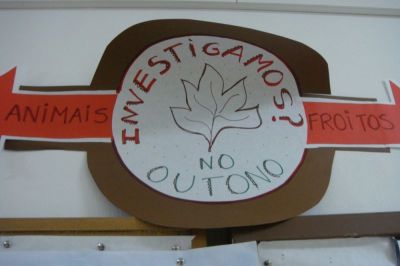 INVESTIGAMOS?
ANIMAIS
FROITOS
NO
OUTONO